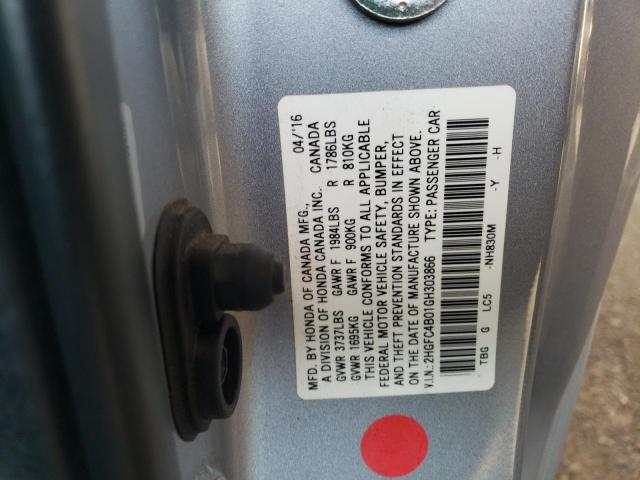 MFD. BY HONDA OF CANADA MFG., 04/'16
A DIVISION OF HONDA CANADA INC. CANADA
GVWR 3737LBS GAWR F 1984LBS R 1786LBS
GVWR 1695KG GAWR F 900KG R 810KG
THIS VEHICLE CONFORMS TO ALL APPLICABLE
FEDERAL MOTOR VEHICLE SAFETY, BUMPER,
AND THEFT PREVENTION STANDARDS IN EFFECT
ON THE DATE OF MANUFACTURE SHOWN ABOVE.
V.I.N.: 2HGFC4B01GH303866 TYPE: PASSENGER CAR
TBG G LC5 -NH830M -Y -H